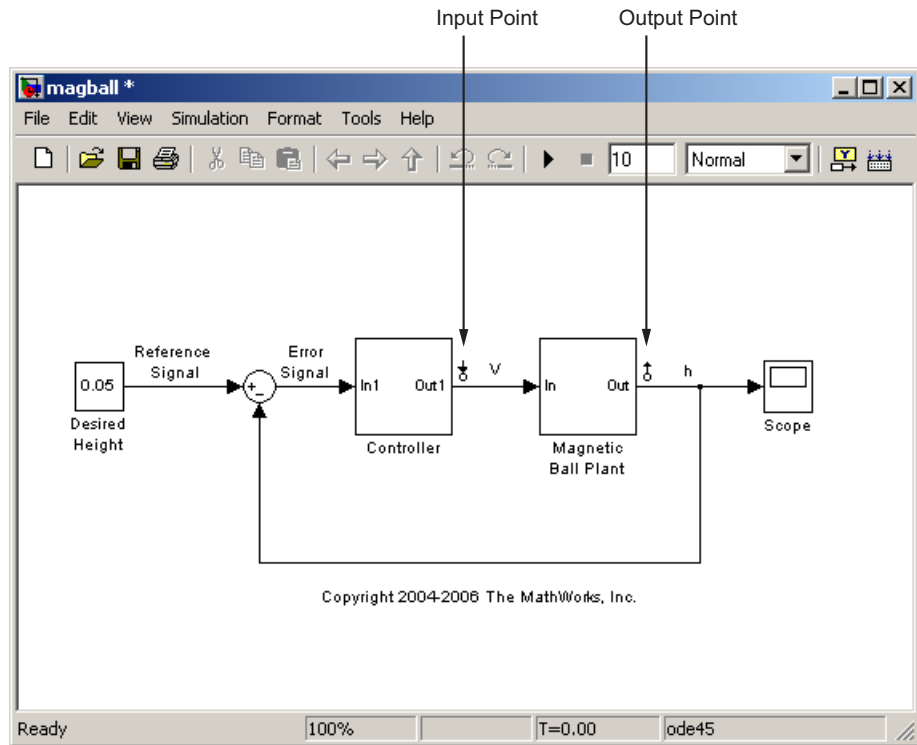 Input Point
Output Point
magball *
File Edit View Simulation Format Tools Help
10
Normal
Y
Reference
Signal
Error
Signal
0.05
+
−
In1
Out1
V
In
Out
h
Desired
Height
Controller
Magnetic
Ball Plant
Scope
Copyright 2004-2006 The MathWorks, Inc.
Ready
100%
T=0.00
ode45